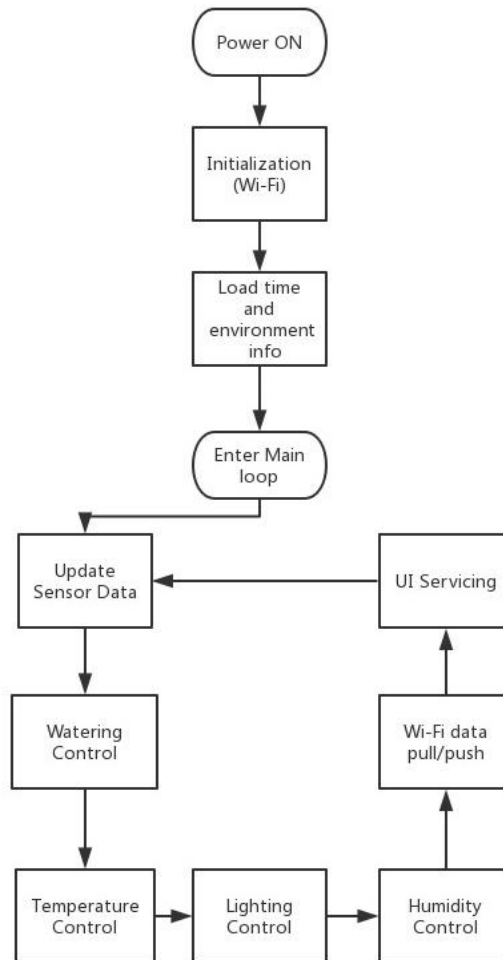 Power ON
Initialization
(Wi-Fi)
Load time
and
environment
info
Enter Main
loop
Update
Sensor Data
UI Servicing
Watering
Control
Wi-Fi data
pull/push
Temperature
Control
Lighting
Control
Humidity
Control